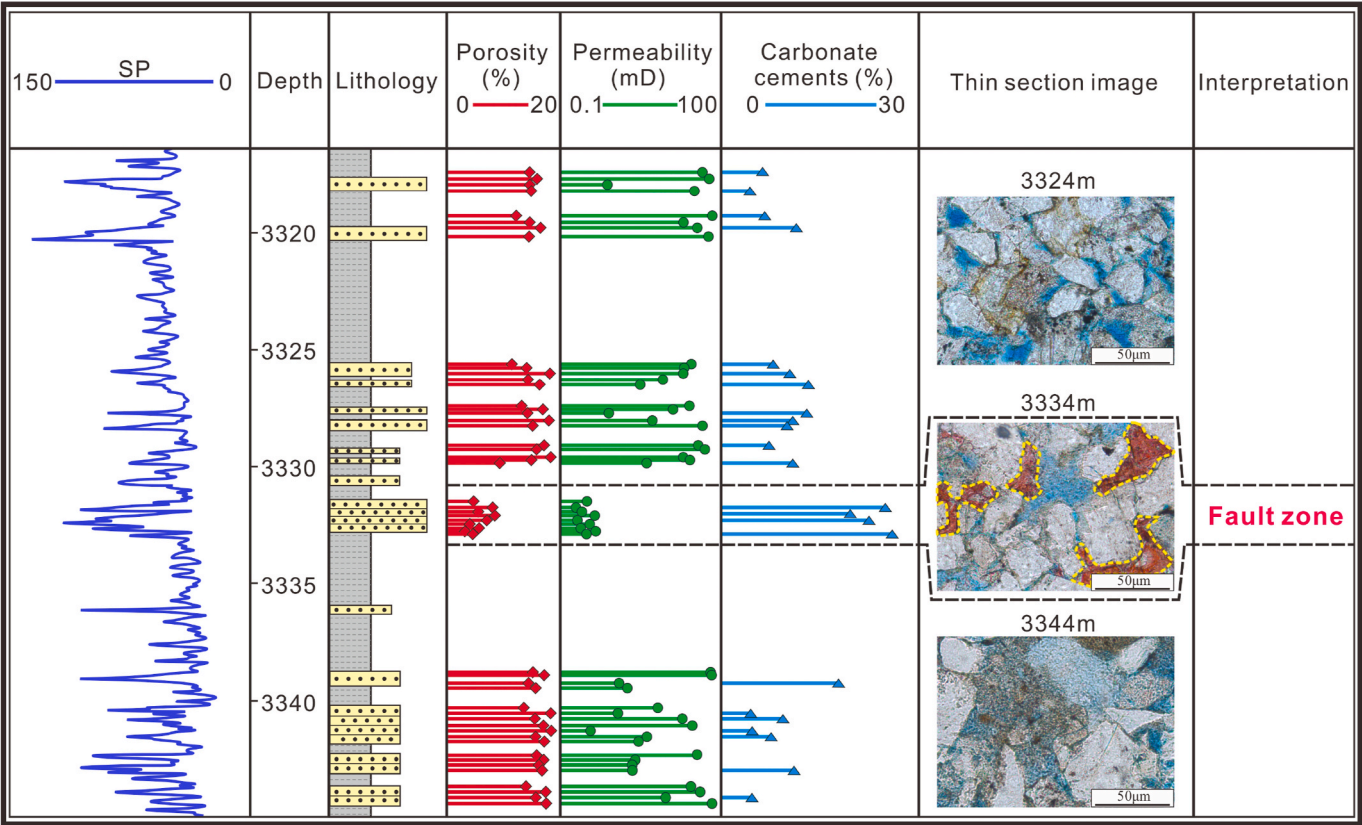 150 SP 0
Depth
Lithology
Porosity
(%)
0 20
Permeability
(mD)
0.1 100
Carbonate
cements (%)
0 30
Thin section image
Interpretation
3320
3325
3330
3335
3340
3324m
50μm
3334m
50μm
3344m
50μm
Fault zone